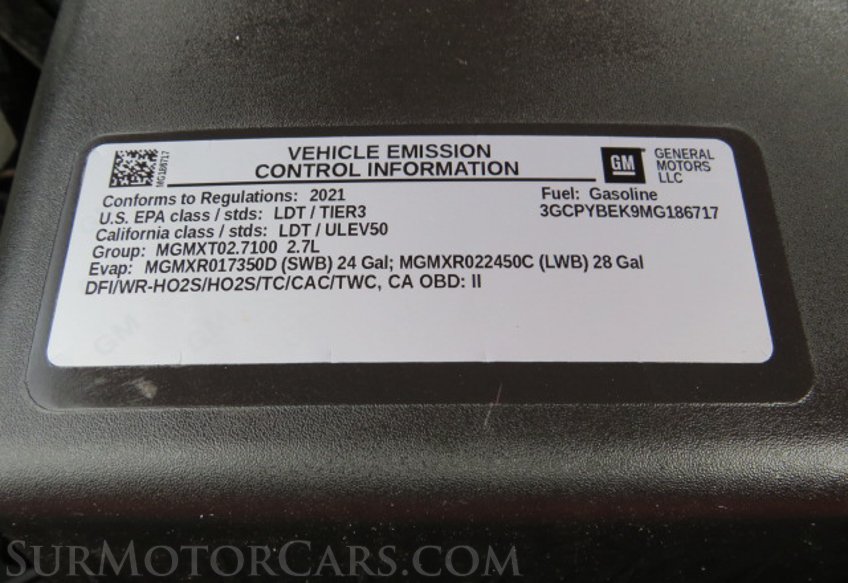 MG186717
VEHICLE EMISSION
CONTROL INFORMATION
GM
GENERAL
MOTORS
LLC
Conforms to Regulations: 2021
Fuel: Gasoline
U.S. EPA class / stds: LDT / TIER3
3GCPYBEK9MG186717
California class / stds: LDT / ULEV50
Group: MGMXT02.7100 2.7L
Evap: MGMXR017350D (SWB) 24 Gal; MGMXR022450C (LWB) 28 Gal
DFI/WR-HO2S/HO2S/TC/CAC/TWC, CA OBD: II
GM
GM
SURMOTORCARS.COM